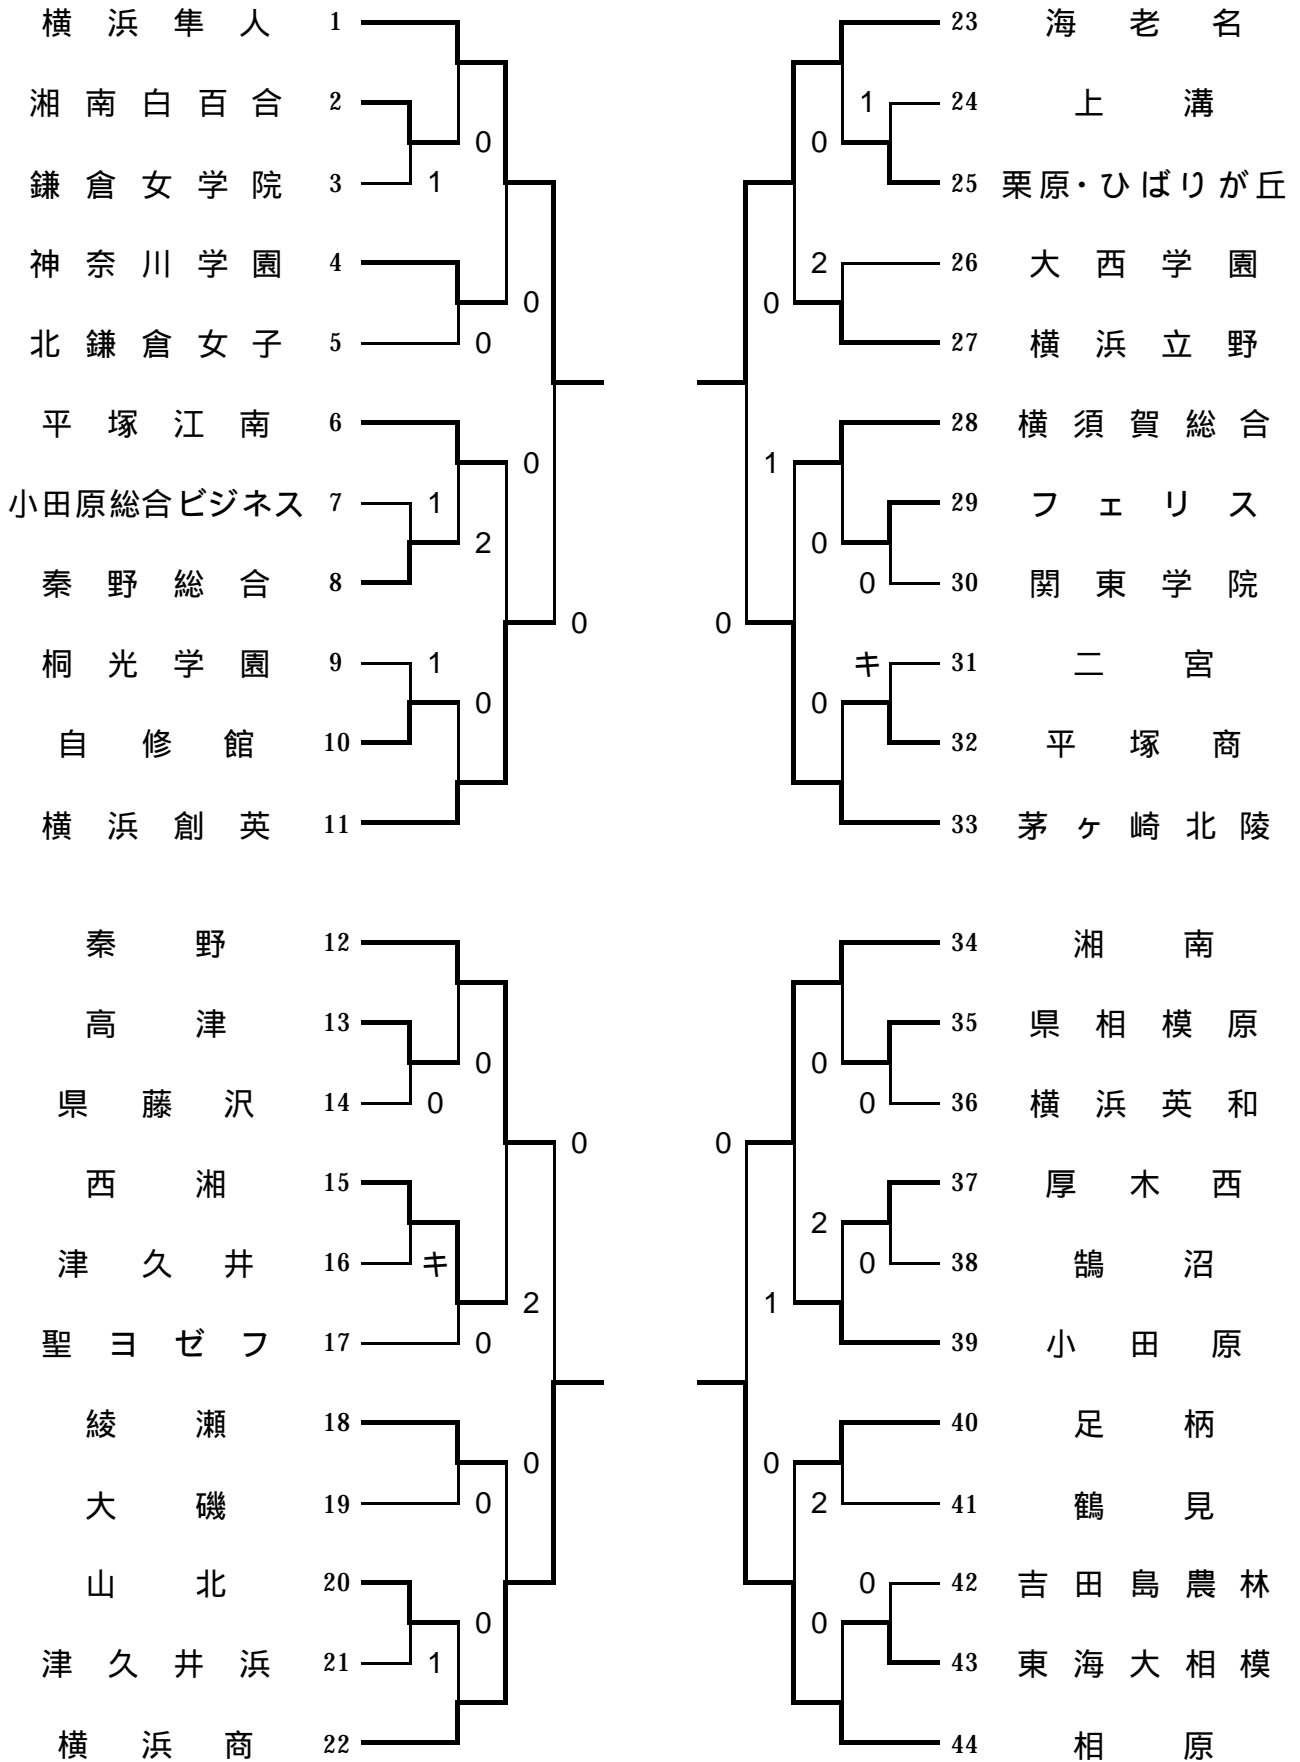 横浜隼人 1
湘南白百合 2
0
鎌倉女学院 3 1
神奈川学園 4
0
北鎌倉女子 5 0
平塚江南 6
0
小田原総合ビジネス 7 1
2
秦野総合 8
0
桐光学園 9 1
0
自修館 10
横浜創英 11
23 海老名
1 24 上溝
0
25 栗原・ひばりが丘
2 26 大西学園
0
27 横浜立野
28 横須賀総合
1
29 フェリス
0
0 30 関東学院
0
キ 31 二宮
0
32 平塚商
33 茅ヶ崎北陵
秦野 12
高津 13
0
県藤沢 14 0
0
西湘 15
津久井 16 キ
2
聖ヨゼフ 17 0
綾瀬 18
0
大磯 19 0
山北 20
0
津久井浜 21 1
横浜商 22
34 湘南
35 県相模原
0
0 36 横浜英和
0
37 厚木西
2
0 38 鵠沼
1
39 小田原
40 足柄
0
2 41 鶴見
0 42 吉田島農林
0
43 東海大相模
44 相原